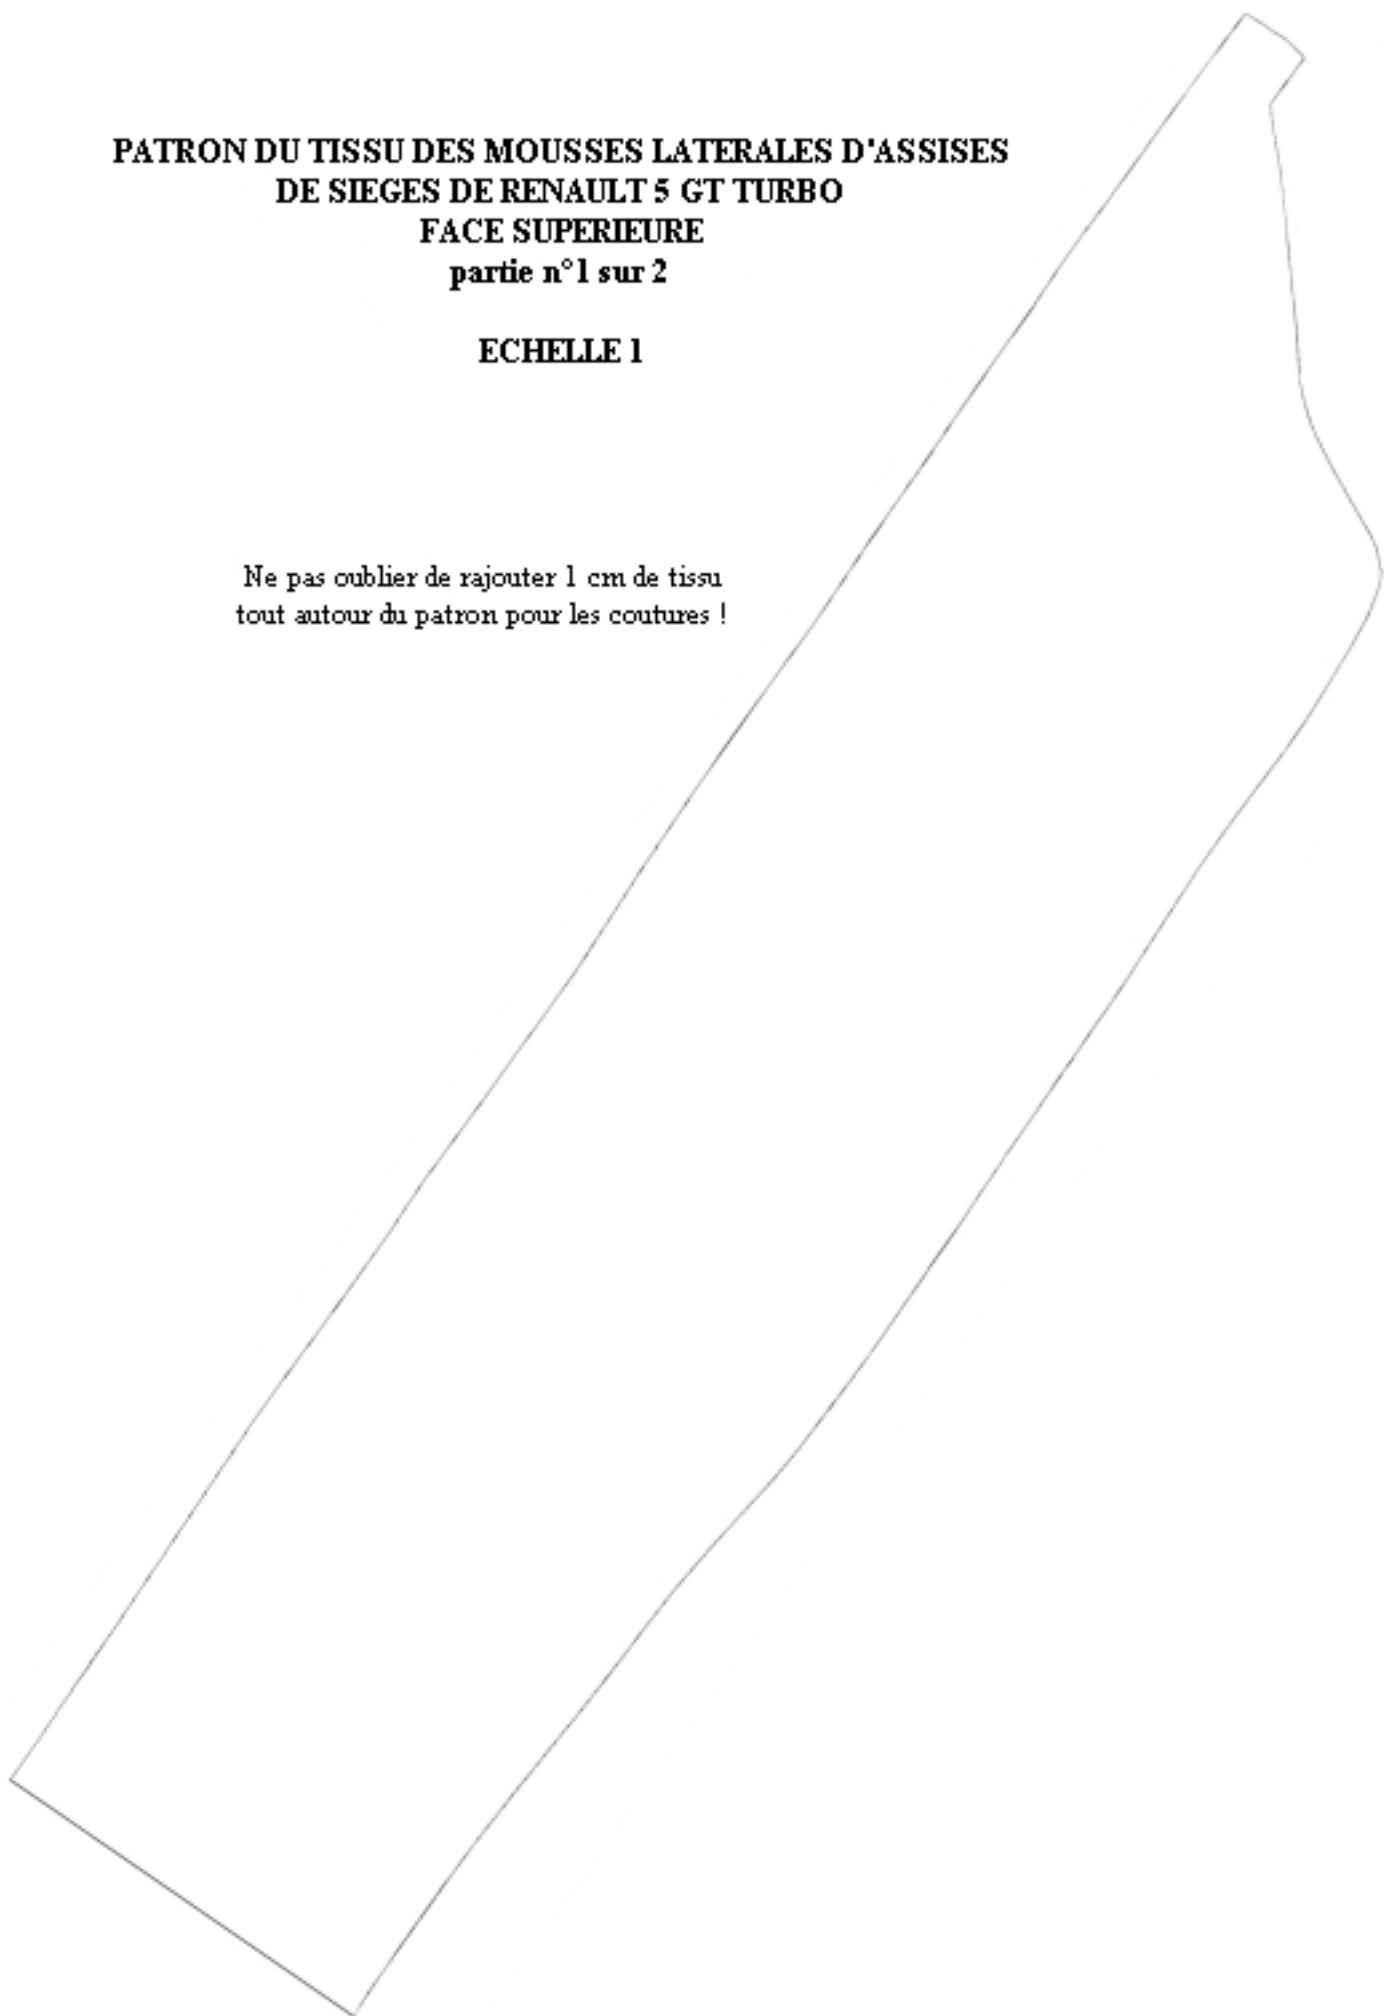 PATRON DU TISSU DES MOUSSES LATERALES D'ASSISES
DE SIEGES DE RENAULT 5 GT TURBO
FACE SUPERIEURE
partie n°1 sur 2
ECHELLE 1
Ne pas oublier de rajouter 1 cm de tissu
tout autour du patron pour les coutures !